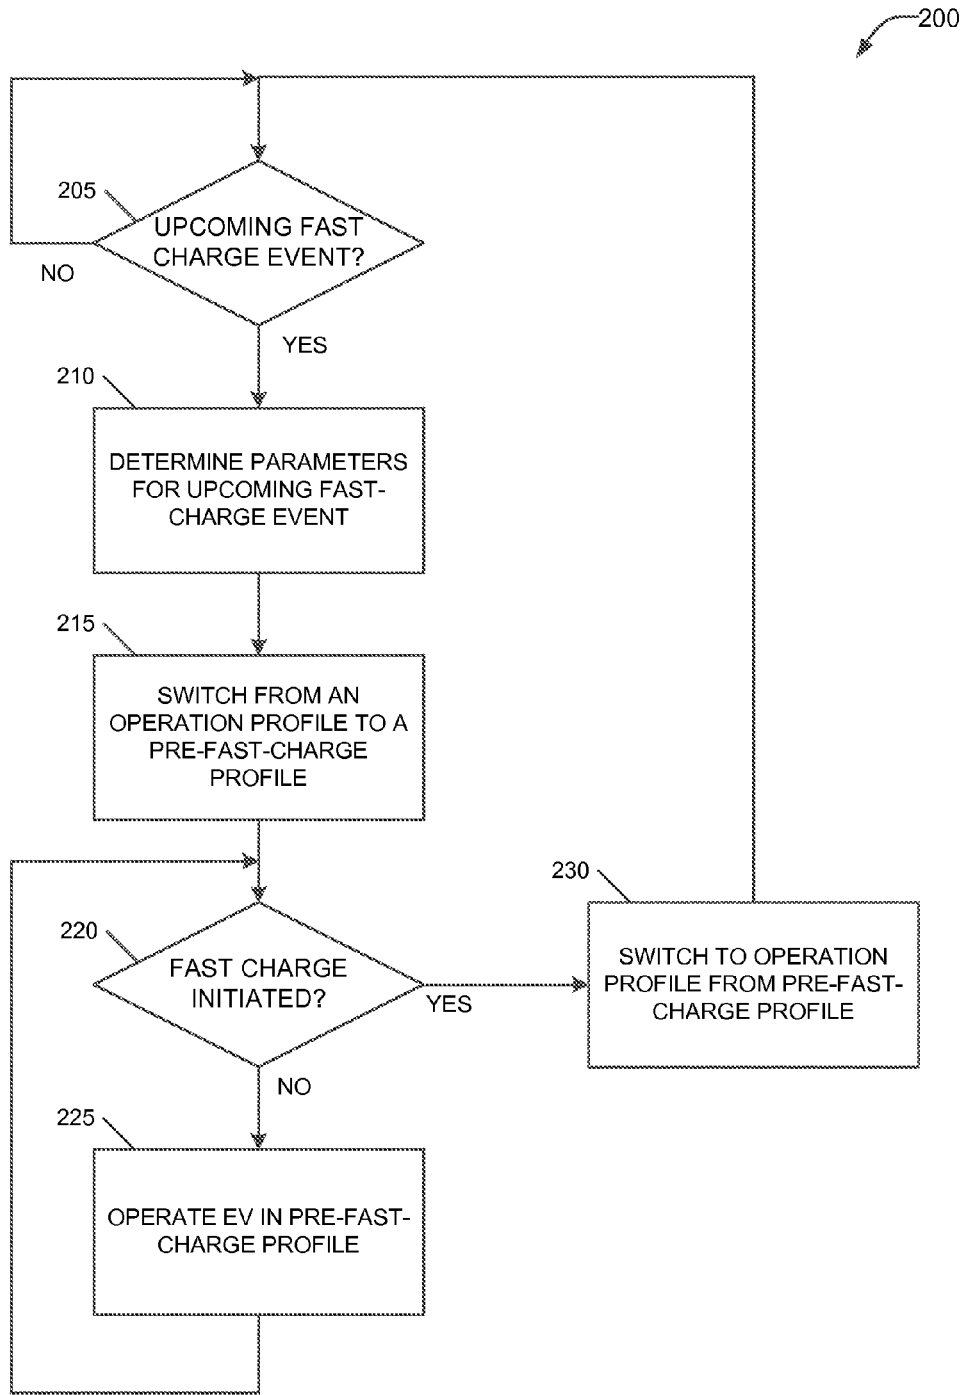 200
205
UPCOMING FAST
CHARGE EVENT?
NO
YES
210
DETERMINE PARAMETERS
FOR UPCOMING FAST-
CHARGE EVENT
215
SWITCH FROM AN
OPERATION PROFILE TO A
PRE-FAST-CHARGE
PROFILE
220
FAST CHARGE
INITIATED?
YES
NO
230
SWITCH TO OPERATION
PROFILE FROM PRE-FAST-
CHARGE PROFILE
225
OPERATE EV IN PRE-FAST-
CHARGE PROFILE